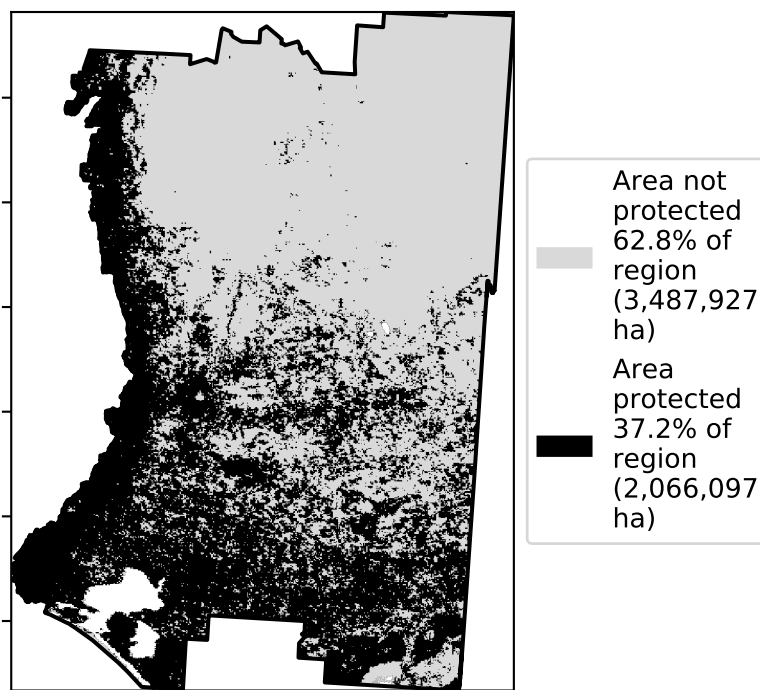 Area not
protected
62.8% of
region
(3,487,927
ha)
Area
protected
37.2% of
region
(2,066,097
ha)